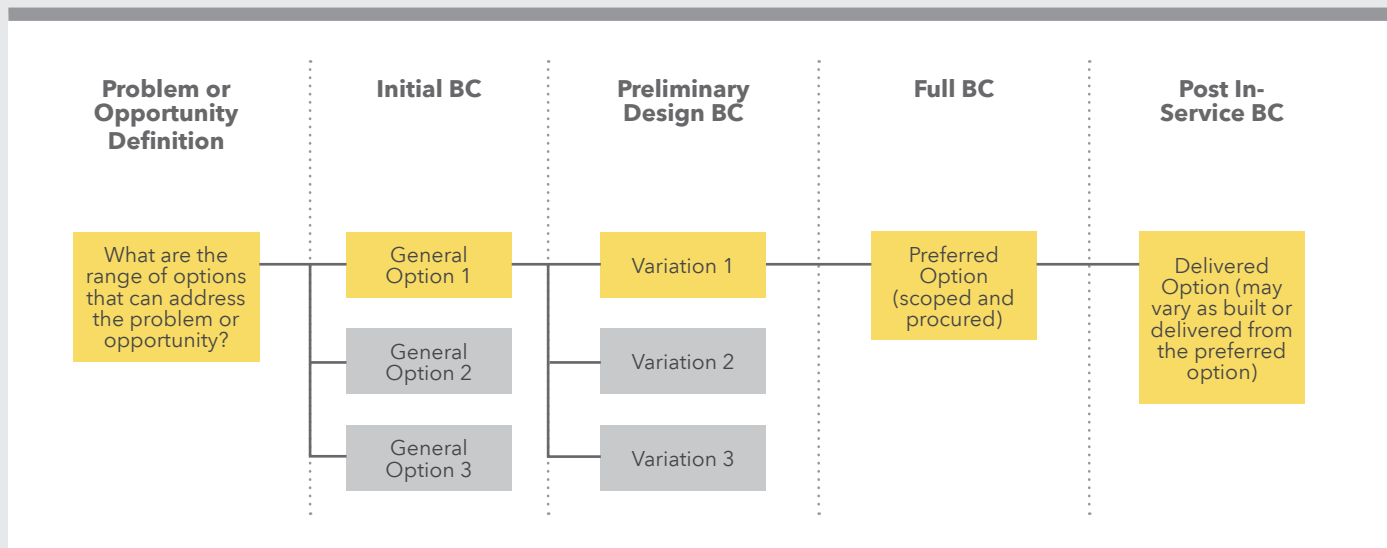 Problem or
Opportunity
Definition
Initial BC
Preliminary
Design BC
Full BC
Post In-
Service BC
What are the
range of options
that can address
the problem or
opportunity?
General
Option 1
General
Option 2
General
Option 3
Variation 1
Variation 2
Variation 3
Preferred
Option
(scoped and
procured)
Delivered
Option (may
vary as built or
delivered from
the preferred
option)